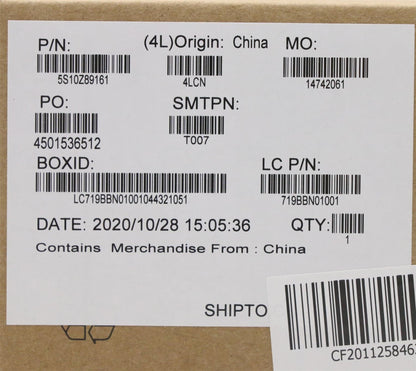 P/N: (4L)Origin: China MO:
5S10Z89161 4LCN 14742061
PO: SMTPN:
4501536512 T007
BOXID: LC P/N:
LC719BBN01001044321051 719BBN01001
DATE: 2020/10/28 15:05:36 QTY:
1
Contains Merchandise From : China
SHIPTO